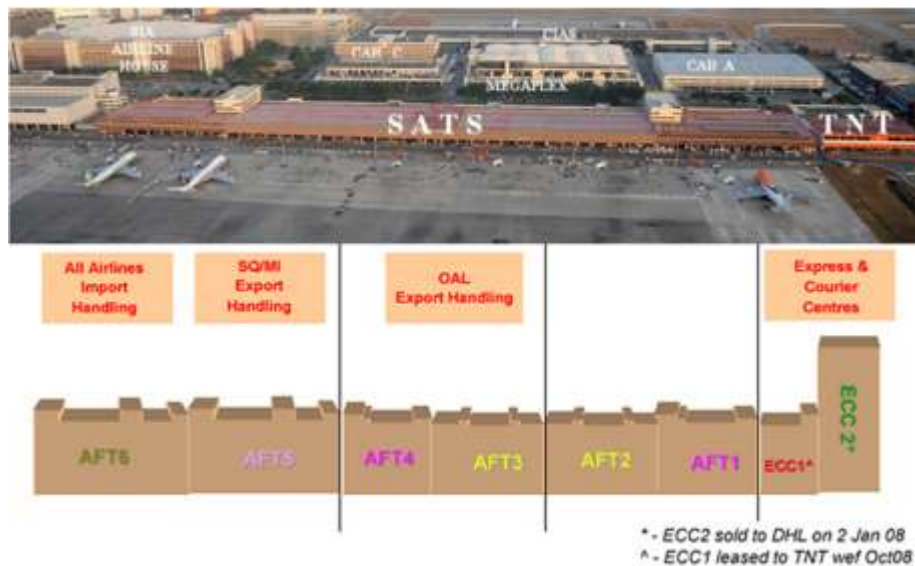 SIA
AIRLINE
HOUSE
CAB C
CIAS
MEGAPLEX
CAB A
SATS
TNT
All Airlines
Import
Handling
SQ/MI
Export
Handling
OAL
Export Handling
Express &
Courier
Centres
AFT6
AFT5
AFT4
AFT3
AFT2
AFT1
ECC1^
ECC 2*
* - ECC2 sold to DHL on 2 Jan 08
^ - ECC1 leased to TNT wef Oct08